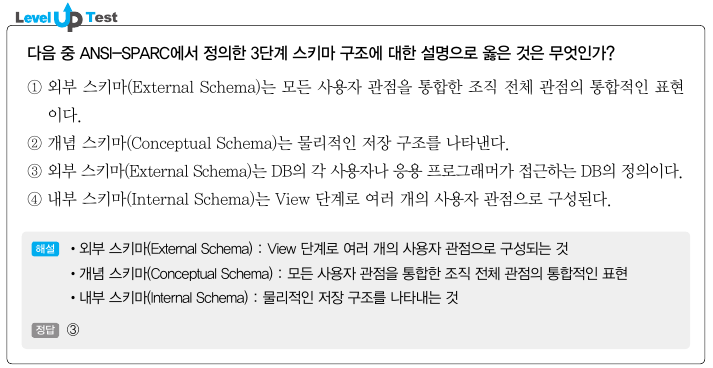 Level Up Test
다음 중 ANSI-SPARC에서 정의한 3단계 스키마 구조에 대한 설명으로 옳은 것은 무엇인가?
① 외부 스키마(External Schema)는 모든 사용자 관점을 통합한 조직 전체 관점의 통합적인 표현
이다.
② 개념 스키마(Conceptual Schema)는 물리적인 저장 구조를 나타낸다.
③ 외부 스키마(External Schema)는 DB의 각 사용자나 응용 프로그래머가 접근하는 DB의 정의이다.
④ 내부 스키마(Internal Schema)는 View 단계로 여러 개의 사용자 관점으로 구성된다.
해설 • 외부 스키마(External Schema) : View 단계로 여러 개의 사용자 관점으로 구성되는 것
• 개념 스키마(Conceptual Schema) : 모든 사용자 관점을 통합한 조직 전체 관점의 통합적인 표현
• 내부 스키마(Internal Schema) : 물리적인 저장 구조를 나타내는 것
정답 ③